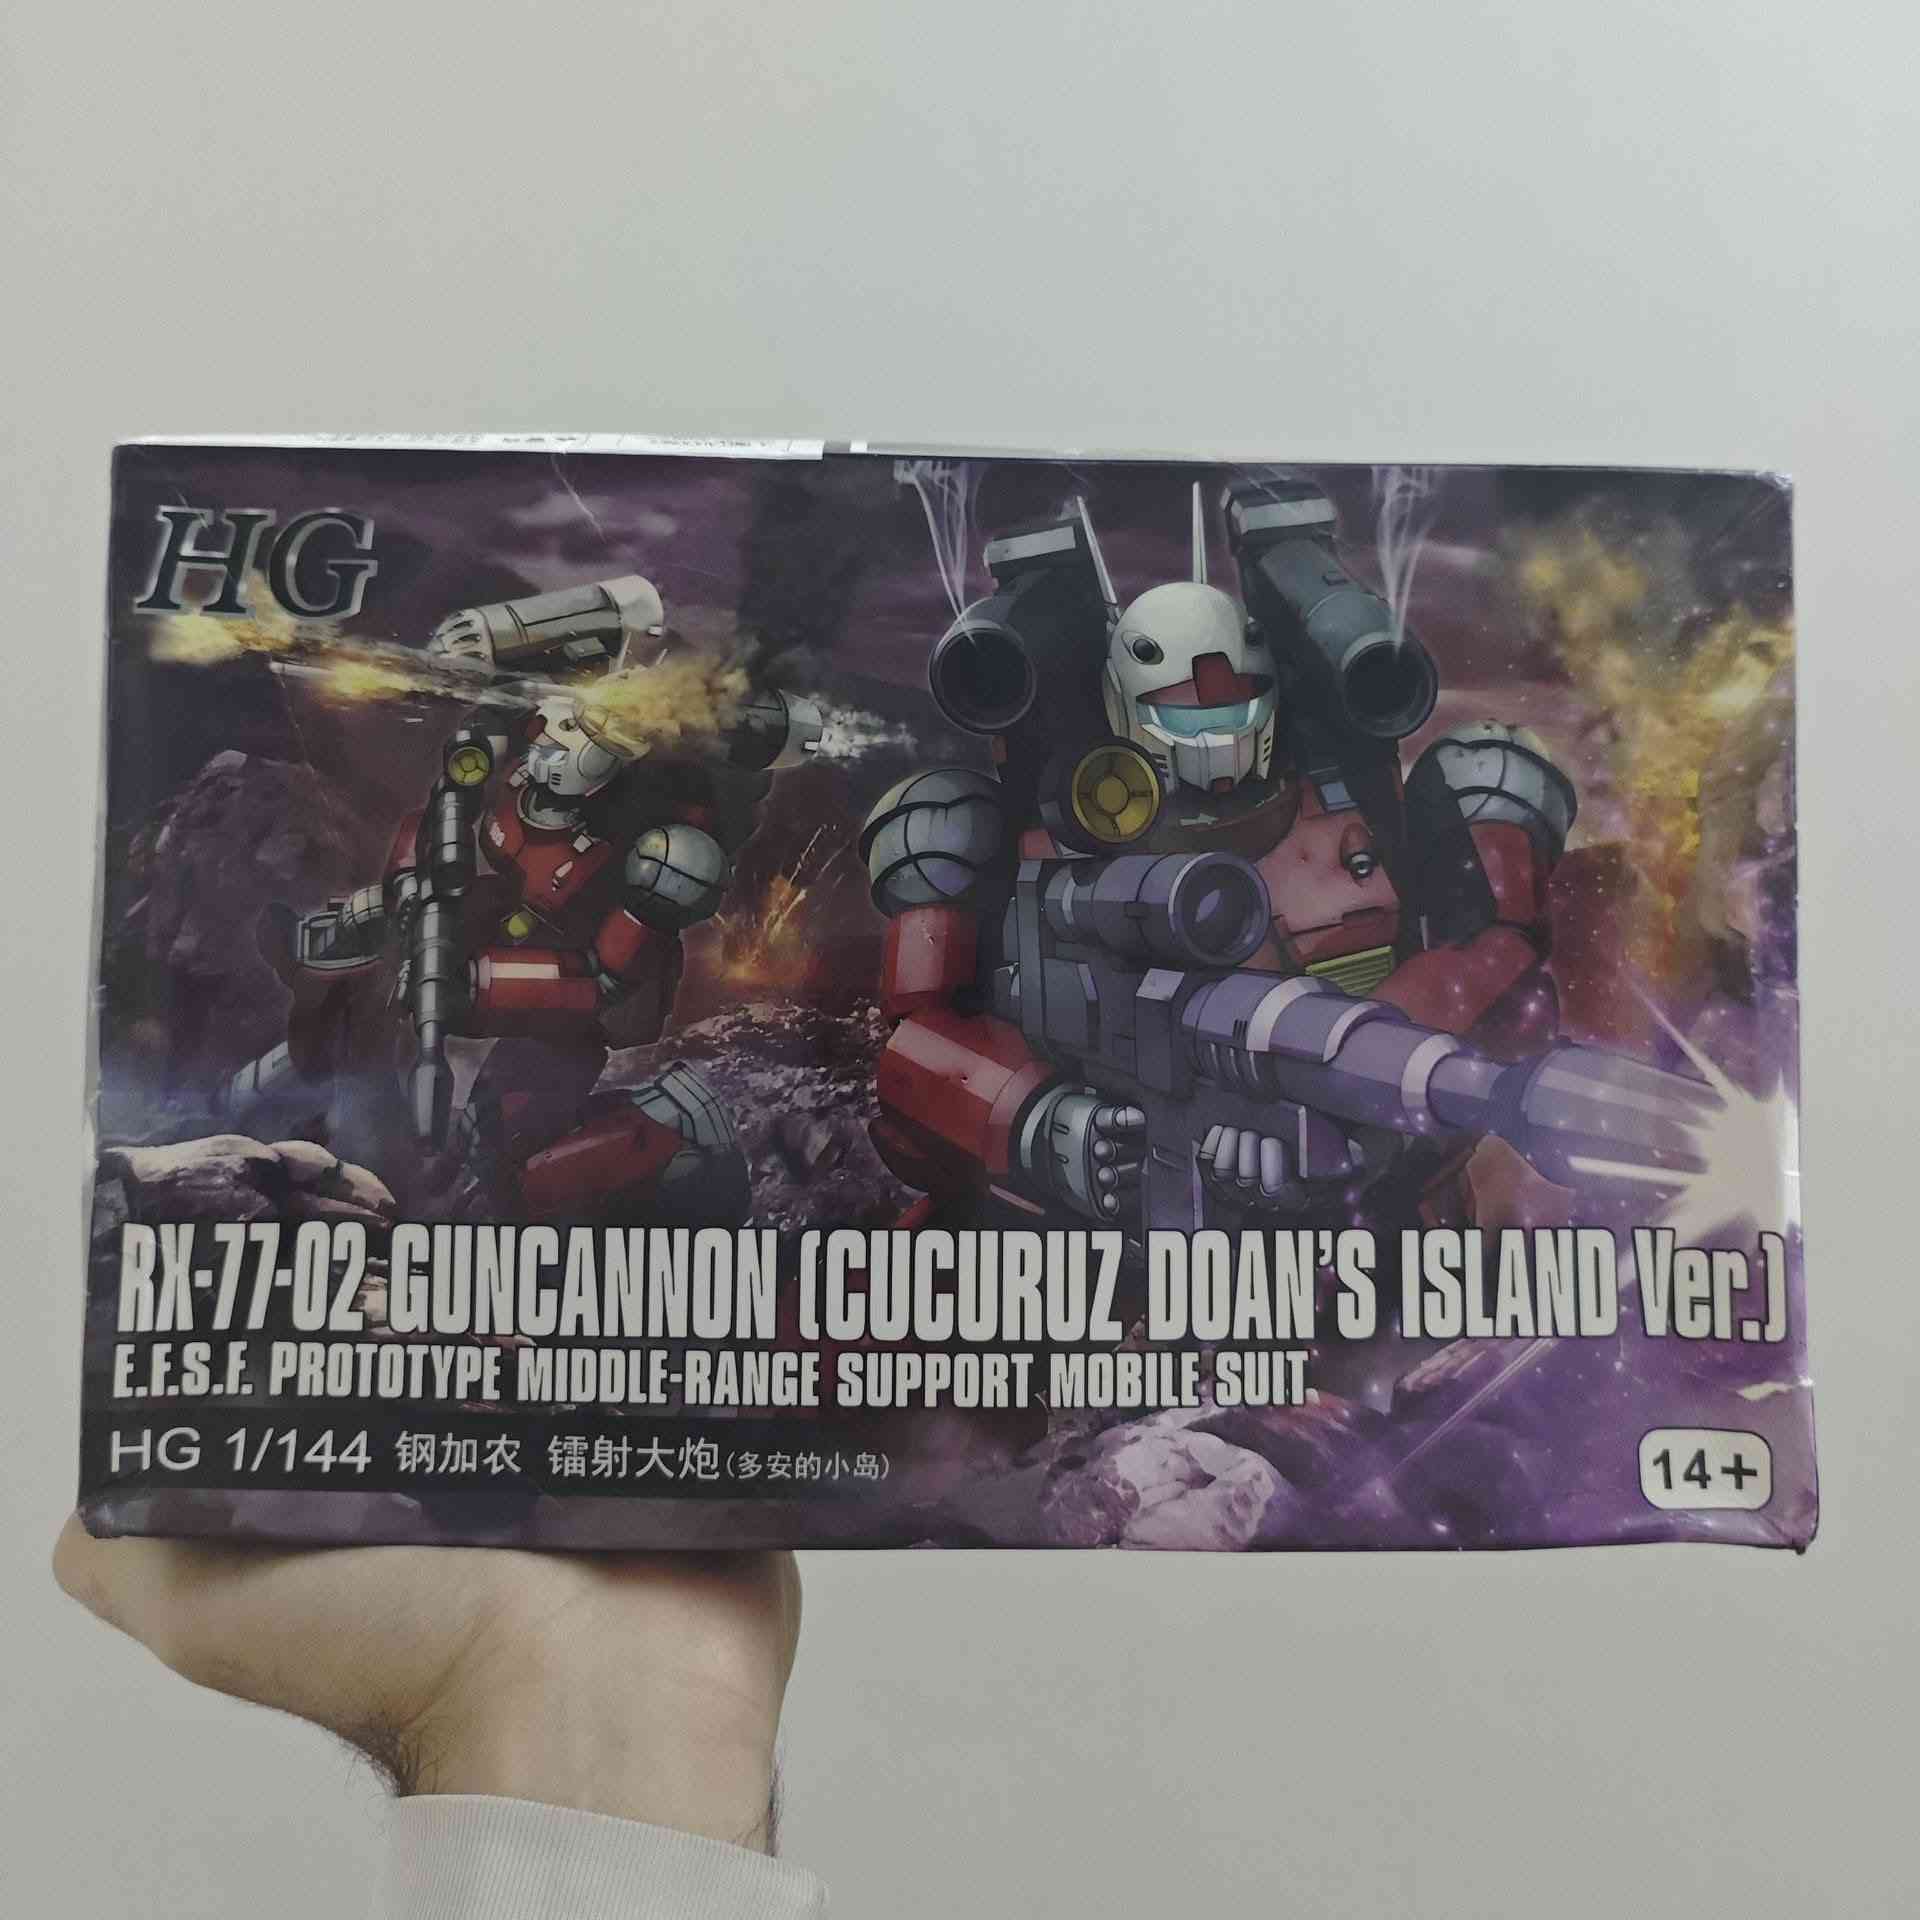 HG
RX-77-02 GUNCANNON (CUCURUZ DOAN'S ISLAND Ver.)
E.F.S.F. PROTOTYPE MIDDLE-RANGE SUPPORT MOBILE SUIT
HG 1/144 钢加农 镭射大炮(多安的小岛)
14+